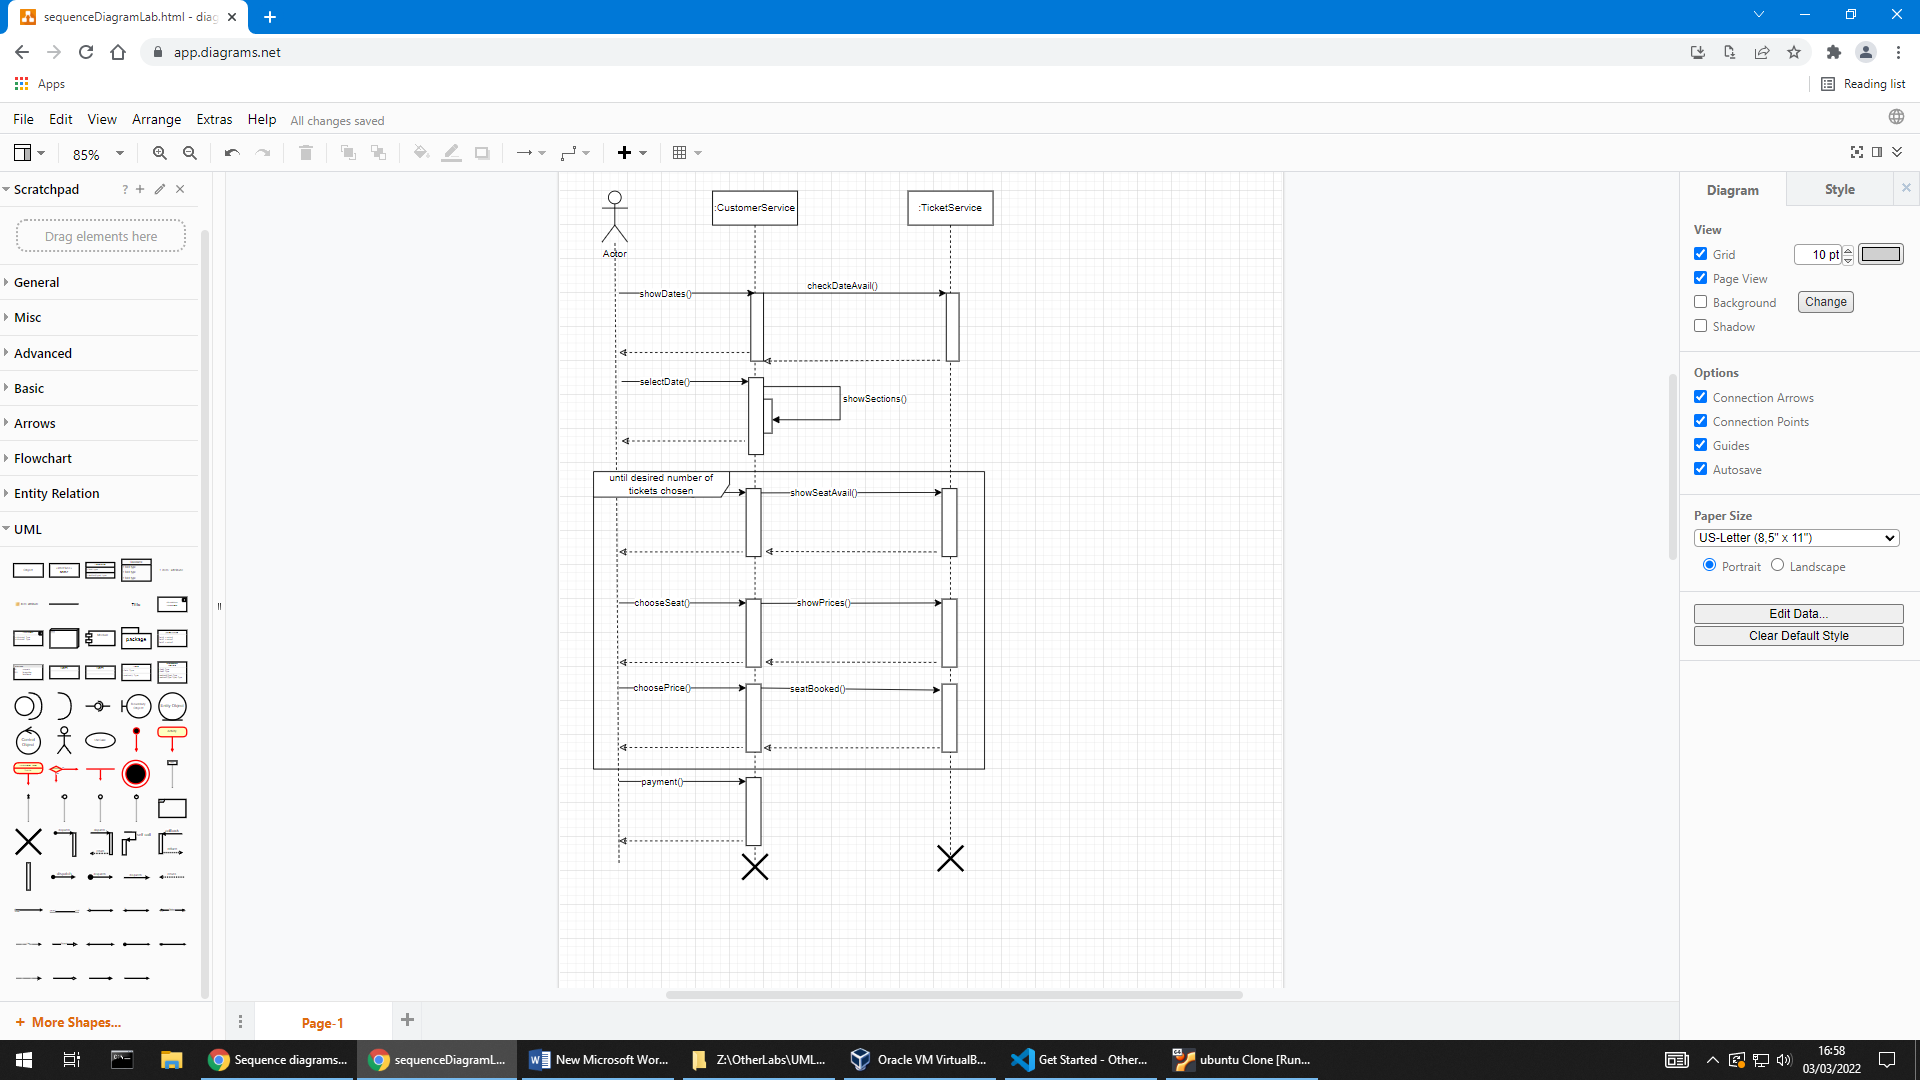 sequenceDiagramLab.html - diag
app.diagrams.net
Apps
Reading list
File Edit View Arrange Extras Help All changes saved
85%
Scratchpad
?
Drag elements here
General
Misc
Advanced
Basic
Arrows
Flowchart
Entity Relation
UML
package
Title
+ More Shapes...
Actor
:CustomerService
:TicketService
showDates()
checkDateAvail()
selectDate()
showSections()
until desired number of
tickets chosen
showSeatAvail()
chooseSeat()
showPrices()
choosePrice()
seatBooked()
payment()
Page-1
Diagram
Style
View
Grid
10 pt
Page View
Background
Change
Shadow
Options
Connection Arrows
Connection Points
Guides
Autosave
Paper Size
US-Letter (8,5" x 11")
Portrait
Landscape
Edit Data...
Clear Default Style
Sequence diagrams...
sequenceDiagramL...
New Microsoft Wor...
Z:\OtherLabs\UML...
Oracle VM VirtualB...
Get Started - Other...
ubuntu Clone [Run...
16:58
03/03/2022